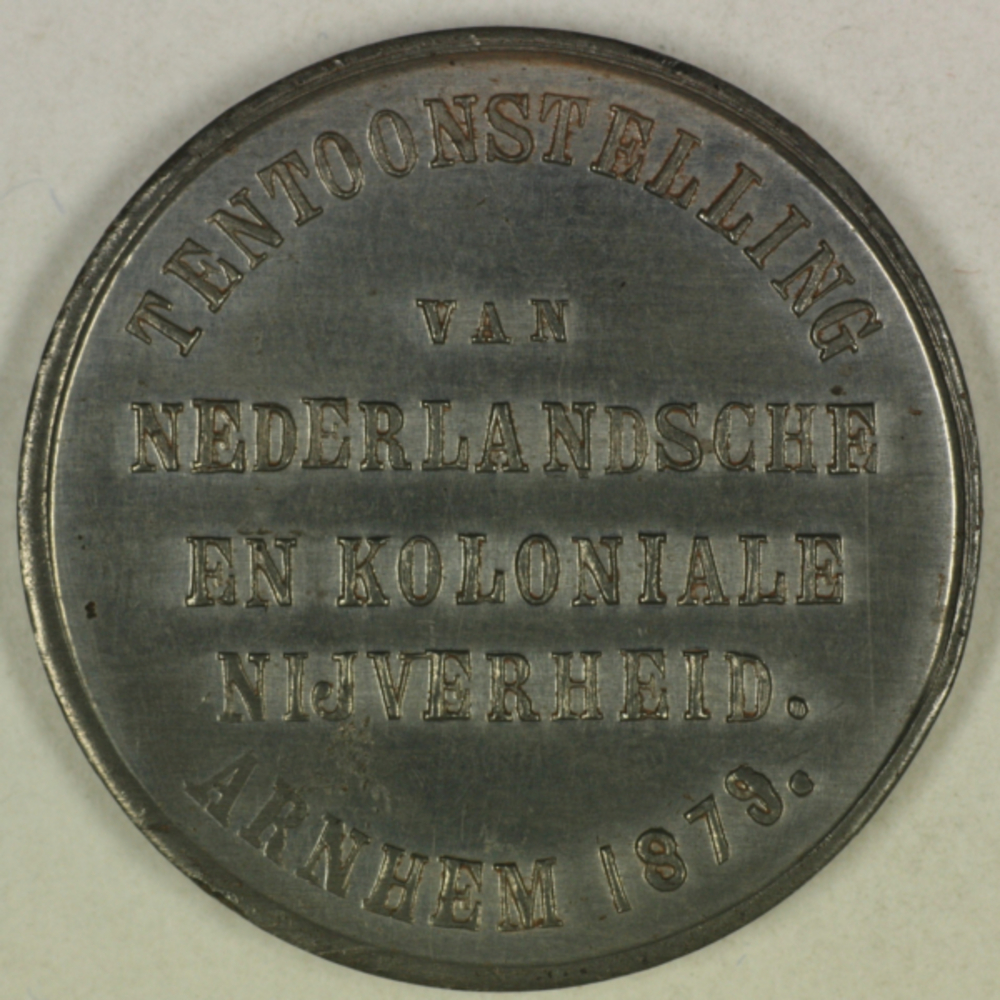 TENTOONSTELLING
VAN
NEDERLANDSCHE
EN KOLONIALE
NIJVERHEID.
ARNHEM 1879.